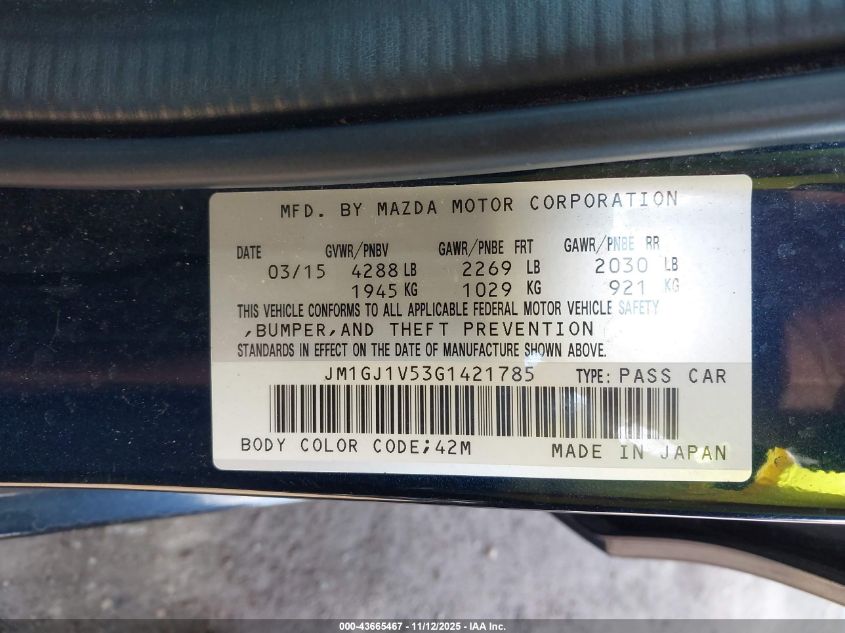 MFD. BY MAZDA MOTOR CORPORATION
DATE GVWR/PNBV GAWR/PNBE FRT GAWR/PNBE RR
03/15 4288 LB 2269 LB 2030 LB
1945 KG 1029 KG 921 KG
THIS VEHICLE CONFORMS TO ALL APPLICABLE FEDERAL MOTOR VEHICLE SAFETY
,BUMPER,AND THEFT PREVENTION
STANDARDS IN EFFECT ON THE DATE OF MANUFACTURE SHOWN ABOVE.
JM1GJ1V53G1421785 TYPE: PASS CAR
BODY COLOR CODE;42M MADE IN JAPAN
000-43665467 - 11/12/2025 - IAA Inc.